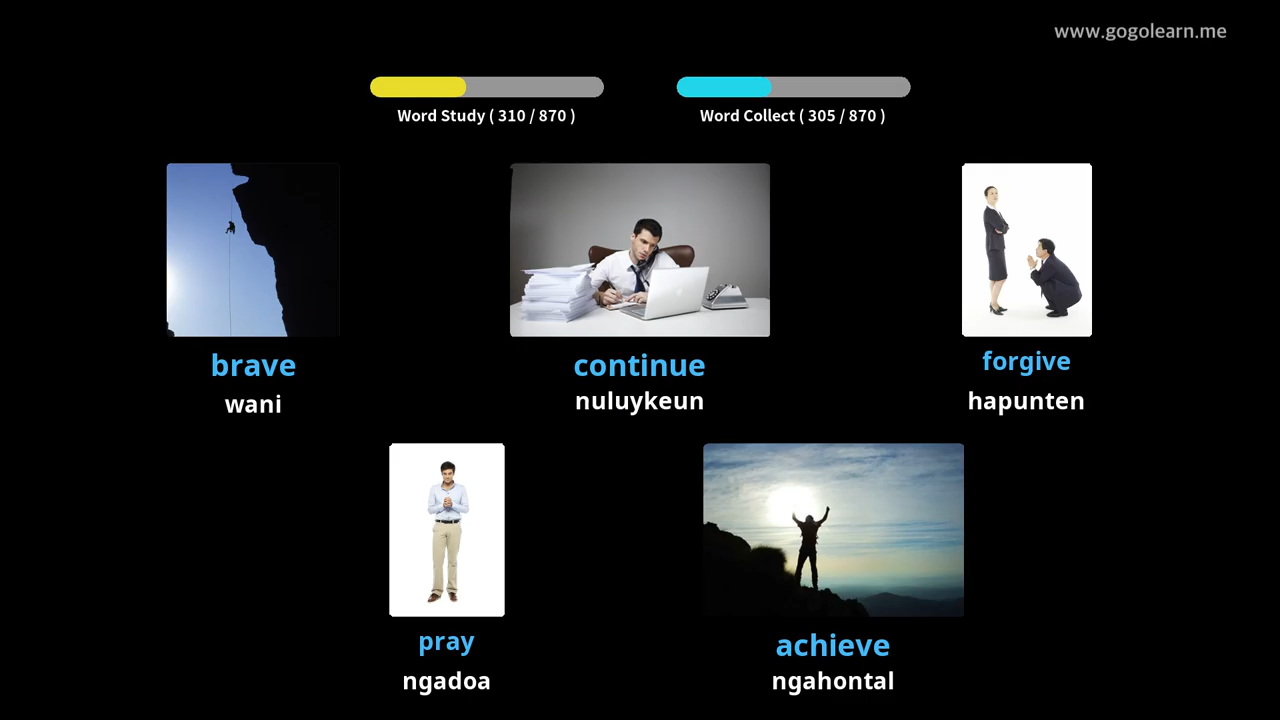 www.gogolearn.me
Word Study ( 310 / 870 )
Word Collect ( 305 / 870 )
brave
wani
continue
nuluykeun
forgive
hapunten
pray
ngadoa
achieve
ngahontal